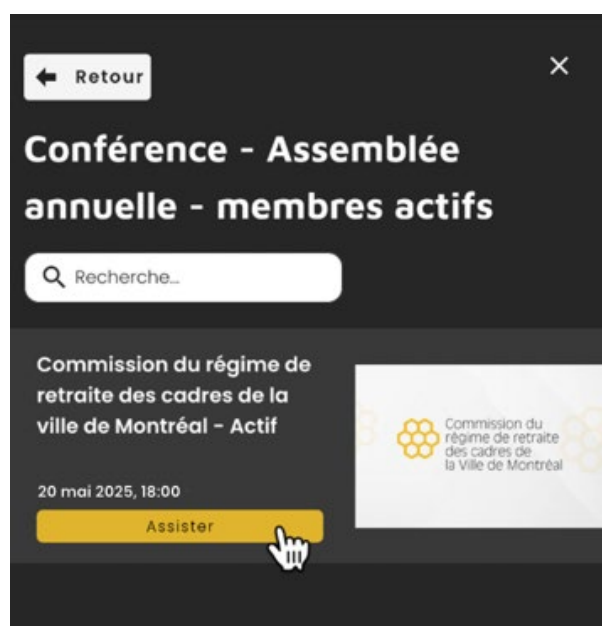 Retour
Conférence - Assemblée
annuelle - membres actifs
Recherche...
Commission du régime de
retraite des cadres de la
ville de Montréal - Actif
20 mai 2025, 18:00
Assister
Commission du
régime de retraite
des cadres de
la Ville de Montréal